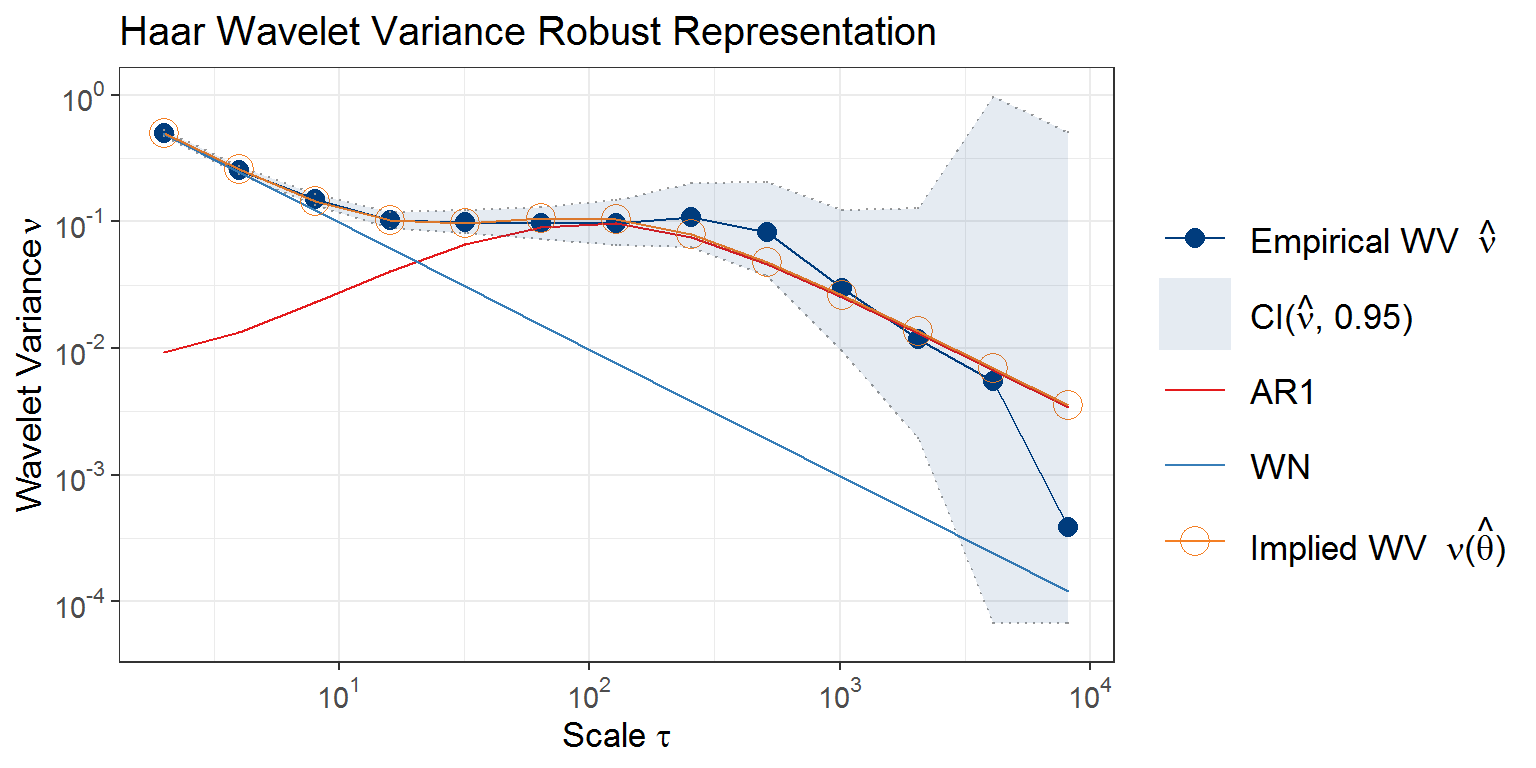 Haar Wavelet Variance Robust Representation
Wavelet Variance ν
10⁰
10⁻¹
10⁻²
10⁻³
10⁻⁴
10¹
10²
10³
10⁴
Scale τ
Empirical WV ν̂
CI(ν̂, 0.95)
AR1
WN
Implied WV ν(θ̂)